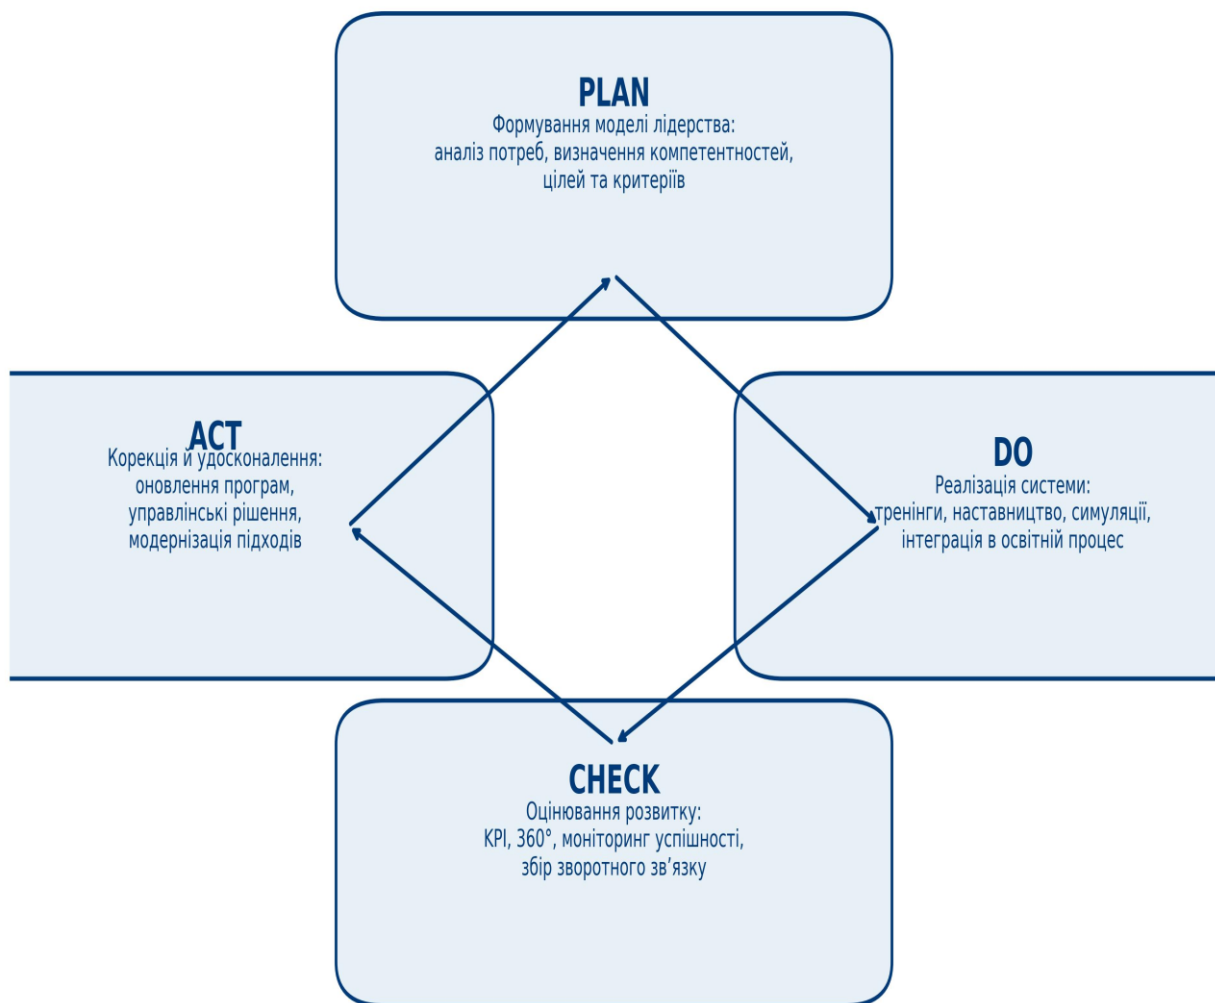 PLAN
Формування моделі лідерства:
аналіз потреб, визначення компетентностей,
цілей та критеріїв
ACT
Корекція й удосконалення:
оновлення програм,
управлінські рішення,
модернізація підходів
DO
Реалізація системи:
тренінги, наставництво, симуляції,
інтеграція в освітній процес
CHECK
Оцінювання розвитку:
KPI, 360°, моніторинг успішності,
збір зворотного зв’язку